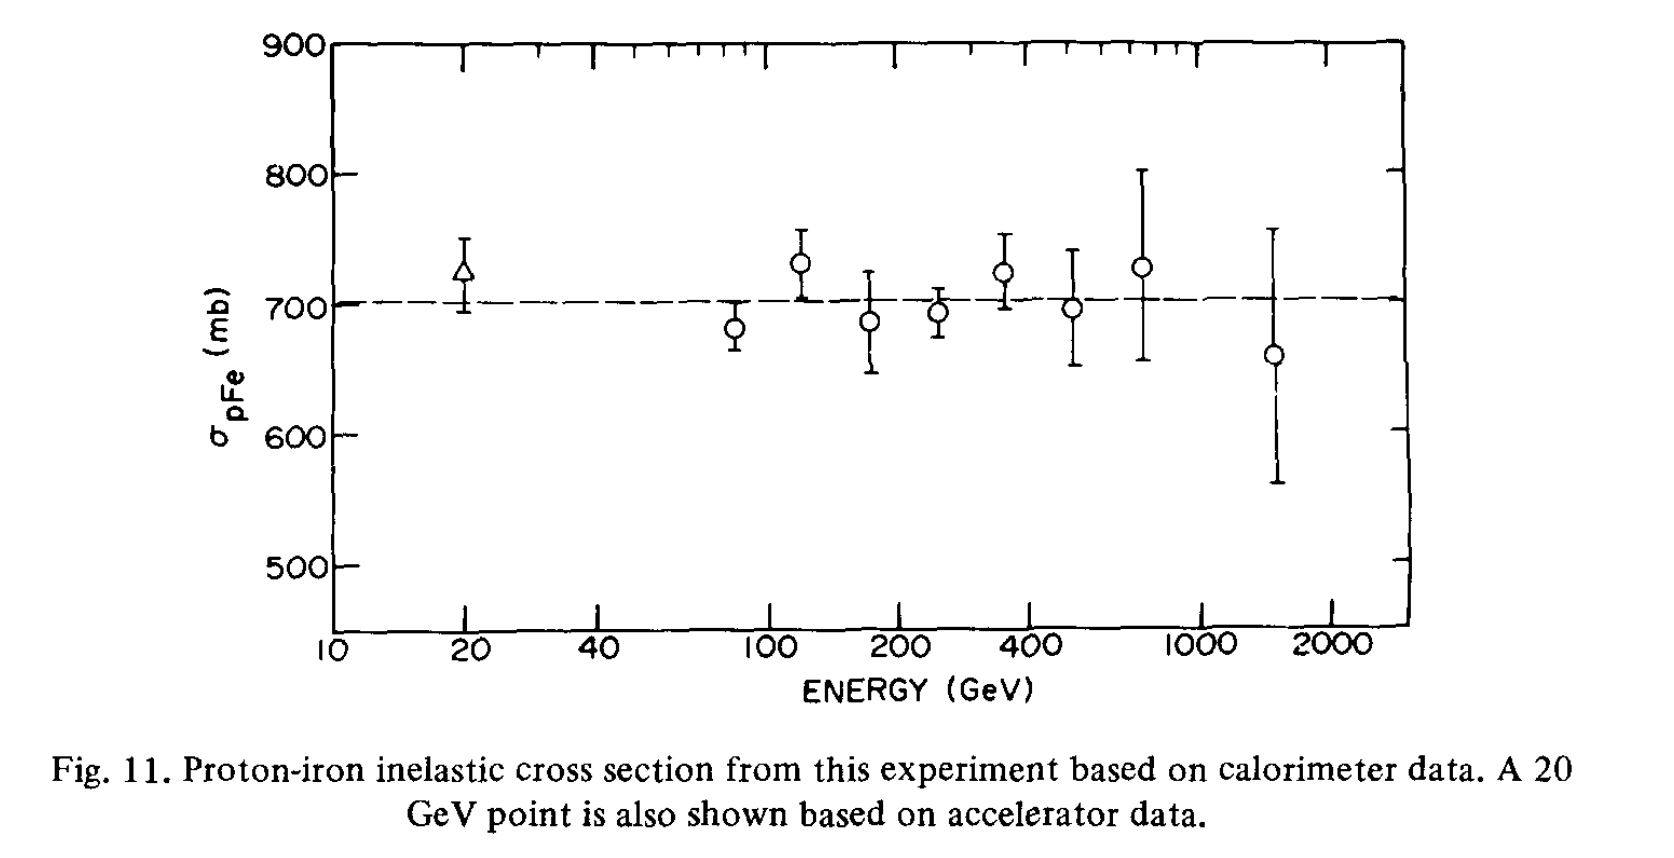 900
800
700
600
500
σ pFe (mb)
10 20 40 100 200 400 1000 2000
ENERGY (GeV)
Fig. 11. Proton-iron inelastic cross section from this experiment based on calorimeter data. A 20
GeV point is also shown based on accelerator data.